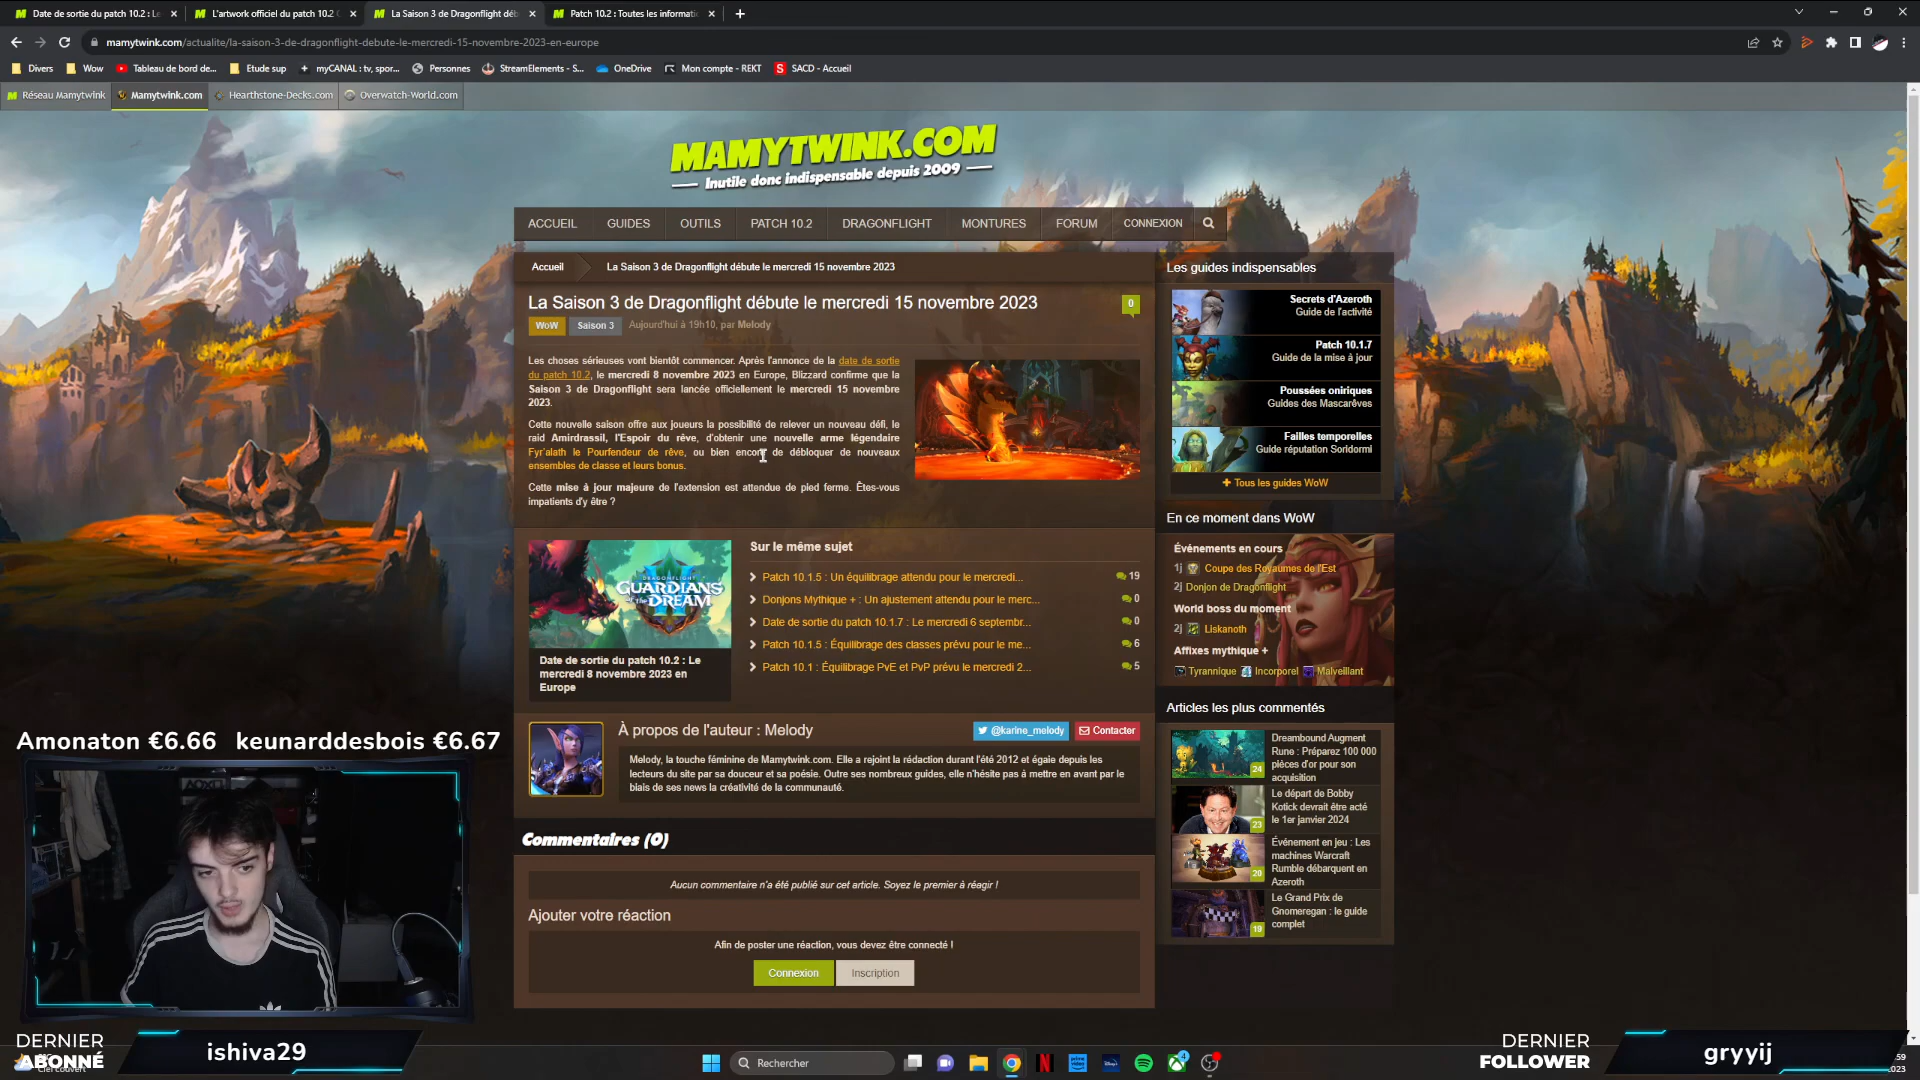 Date de sortie du patch 10.2 : Le
L'artwork officiel du patch 10.2
La Saison 3 de Dragonflight déb
Patch 10.2 : Toutes les informati
mamytwink.com/actualite/la-saison-3-de-dragonflight-debute-le-mercredi-15-novembre-2023-en-europe
Divers
Wow
Tableau de bord de...
Etude sup
myCANAL : tv, spor...
Personnes
StreamElements - S...
OneDrive
Mon compte - REKT
SACD - Accueil
Réseau Mamytwink
Mamytwink.com
Hearthstone-Decks.com
Overwatch-World.com
MAMYTWINK.COM
Inutile donc indispensable depuis 2009
ACCUEIL
GUIDES
OUTILS
PATCH 10.2
DRAGONFLIGHT
MONTURES
FORUM
CONNEXION
Accueil
La Saison 3 de Dragonflight débute le mercredi 15 novembre 2023
La Saison 3 de Dragonflight débute le mercredi 15 novembre 2023
0
WoW
Saison 3
Aujourd'hui à 19h10, par Melody
Les choses sérieuses vont bientôt commencer. Après l'annonce de la date de sortie
du patch 10.2, le mercredi 8 novembre 2023 en Europe, Blizzard confirme que la
Saison 3 de Dragonflight sera lancée officiellement le mercredi 15 novembre
2023.
Cette nouvelle saison offre aux joueurs la possibilité de relever un nouveau défi, le
raid Amirdrassil, l'Espoir du rêve, d'obtenir une nouvelle arme légendaire
Fyr'alath le Pourfendeur de rêve, ou bien encore de débloquer de nouveaux
ensembles de classe et leurs bonus.
Cette mise à jour majeure de l'extension est attendue de pied ferme. Êtes-vous
impatients d'y être ?
DRAGONFLIGHT
GUARDIANS
of the DREAM
Date de sortie du patch 10.2 : Le
mercredi 8 novembre 2023 en
Europe
Sur le même sujet
Patch 10.1.5 : Un équilibrage attendu pour le mercredi...
19
Donjons Mythique + : Un ajustement attendu pour le merc...
0
Date de sortie du patch 10.1.7 : Le mercredi 6 septembr...
0
Patch 10.1.5 : Équilibrage des classes prévu pour le me...
6
Patch 10.1 : Équilibrage PvE et PvP prévu le mercredi 2...
5
À propos de l'auteur : Melody
@karine_melody
Contacter
Melody, la touche féminine de Mamytwink.com. Elle a rejoint la rédaction durant l'été 2012 et égaie depuis les
lecteurs du site par sa douceur et sa poésie. Outre ses nombreux guides, elle n'hésite pas à mettre en avant par le
biais de ses news la créativité de la communauté.
Commentaires (0)
Aucun commentaire n'a été publié sur cet article. Soyez le premier à réagir !
Ajouter votre réaction
Afin de poster une réaction, vous devez être connecté !
Connexion
Inscription
Les guides indispensables
Secrets d'Azeroth
Guide de l'activité
Patch 10.1.7
Guide de la mise à jour
Poussées oniriques
Guides des Mascarêves
Failles temporelles
Guide réputation Soridormi
Tous les guides WoW
En ce moment dans WoW
Événements en cours
1j Coupe des Royaumes de l'Est
2j Donjon de Dragonflight
World boss du moment
2j Liskanoth
Affixes mythique +
Tyrannique
Incorporel
Malveillant
Articles les plus commentés
Dreambound Augment
Rune : Préparez 100 000
pièces d'or pour son
acquisition
24
Le départ de Bobby
Kotick devrait être acté
le 1er janvier 2024
23
Événement en jeu : Les
machines Warcraft
Rumble débarquent en
Azeroth
20
Le Grand Prix de
Gnomeregan : le guide
complet
19
Amonaton €6.66 keunarddesbois €6.67
DERNIER
ABONNÉ
ishiva29
Ciel couvert
Rechercher
4
DERNIER
FOLLOWER
gryyij